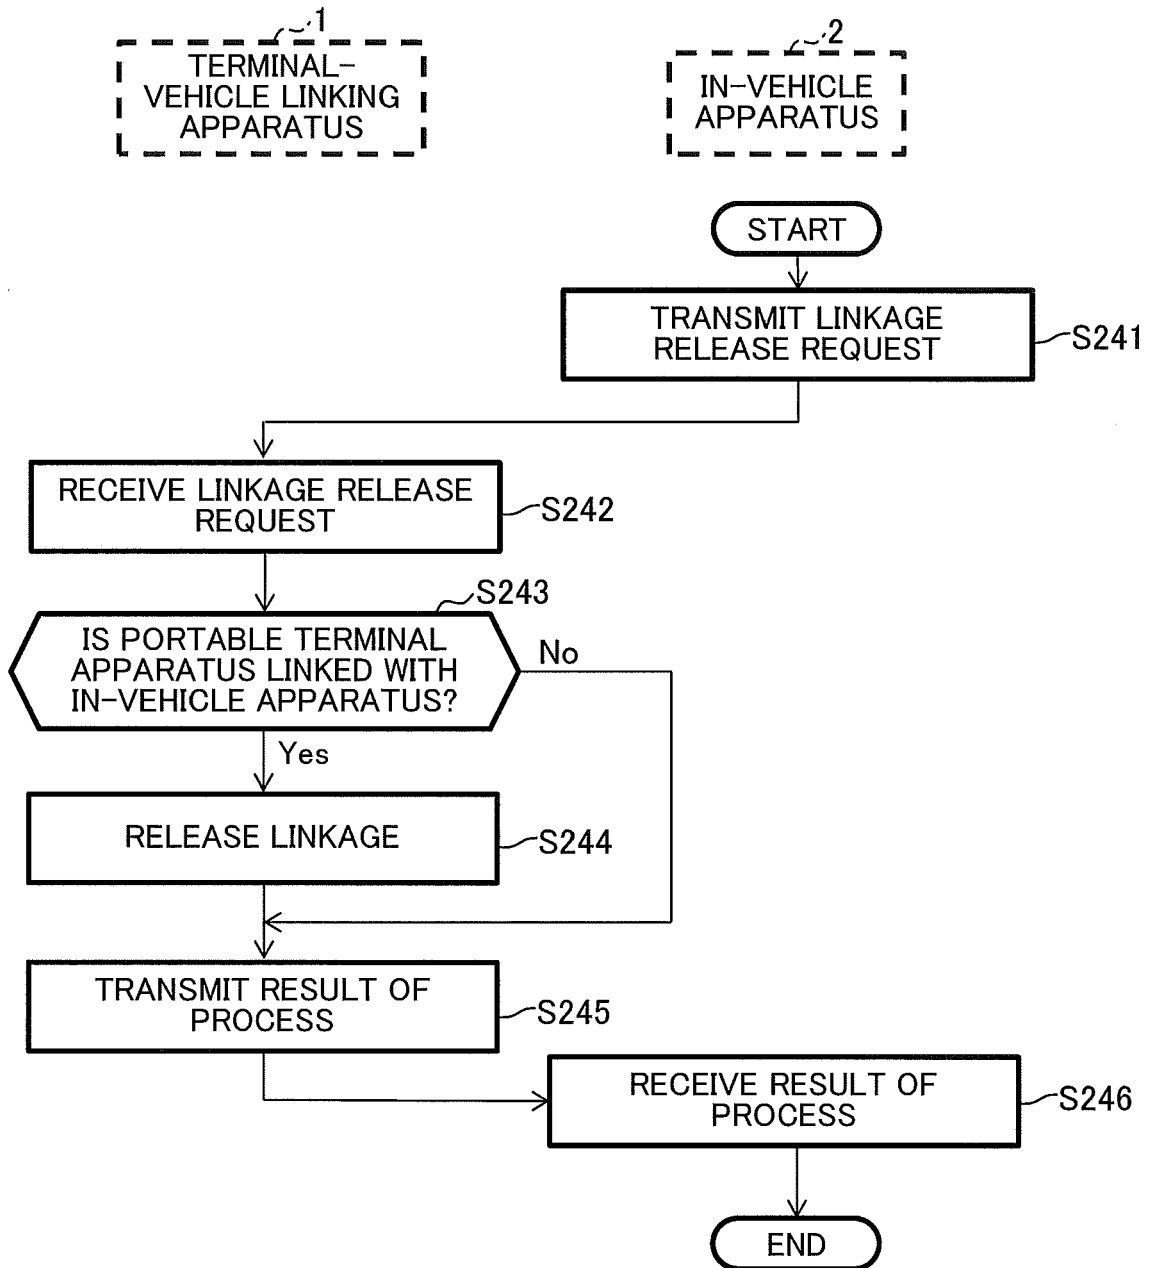 1
TERMINAL-
VEHICLE LINKING
APPARATUS
2
IN-VEHICLE
APPARATUS
START
TRANSMIT LINKAGE
RELEASE REQUEST
S241
RECEIVE LINKAGE RELEASE
REQUEST
S242
S243
IS PORTABLE TERMINAL
APPARATUS LINKED WITH
IN-VEHICLE APPARATUS?
No
Yes
RELEASE LINKAGE
S244
TRANSMIT RESULT OF
PROCESS
S245
RECEIVE RESULT OF
PROCESS
S246
END